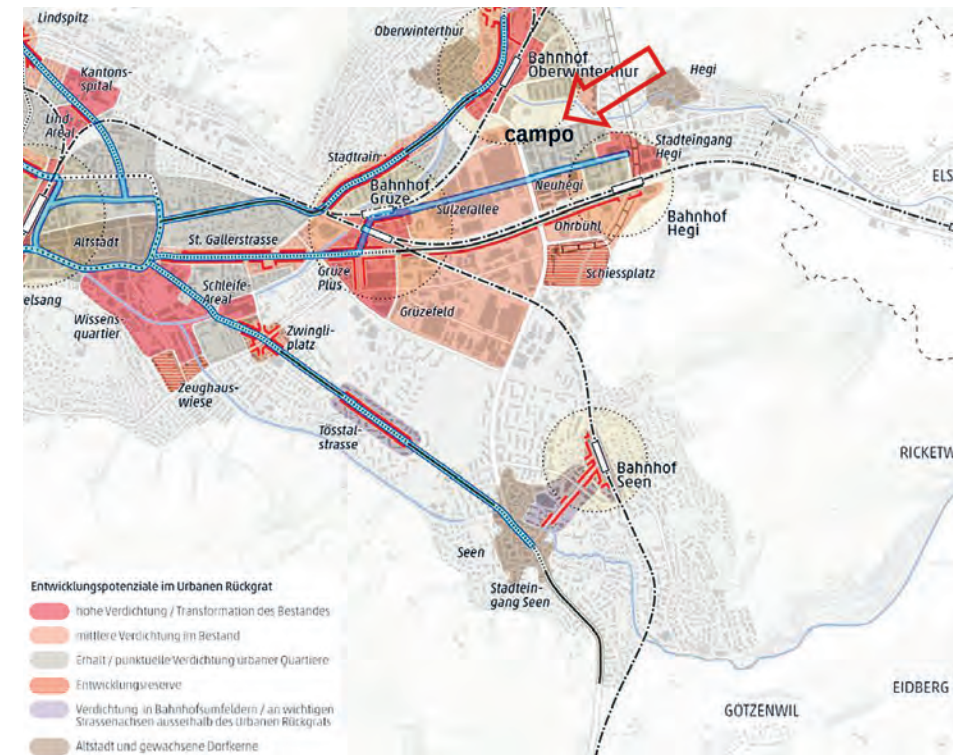 Lindspitz
Oberwinterthur
Bahnhof
Oberwinterthur
Hegi
Kantons-
spital
Lind-
Areal
campo
Stadteingang
Hegi
Stadtrain
Bahnhof
Grüze
Neuhegi
Sulzerallee
Ohrbühl
Bahnhof
Hegi
Altstadt
St. Gallerstrasse
Grüze
Plus
Schiessplatz
Schleife-
Areal
elsang
Wissens-
quartier
Grüzefeld
Zwingli-
platz
Zeughaus-
wiese
Tösstal-
strasse
Bahnhof
Seen
RICKETW
Seen
Stadtein-
gang Seen
Entwicklungspotenziale im Urbanen Rückgrat
hohe Verdichtung / Transformation des Bestandes
mittlere Verdichtung im Bestand
Erhalt / punktuelle Verdichtung urbaner Quartiere
Entwicklungsreserve
Verdichtung in Bahnhofsumfeldern / an wichtigen
Strassenachsen ausserhalb des Urbanen Rückgrats
Altstadt und gewachsene Dorfkerne
EIDBERG
GOTZENWIL
ELS